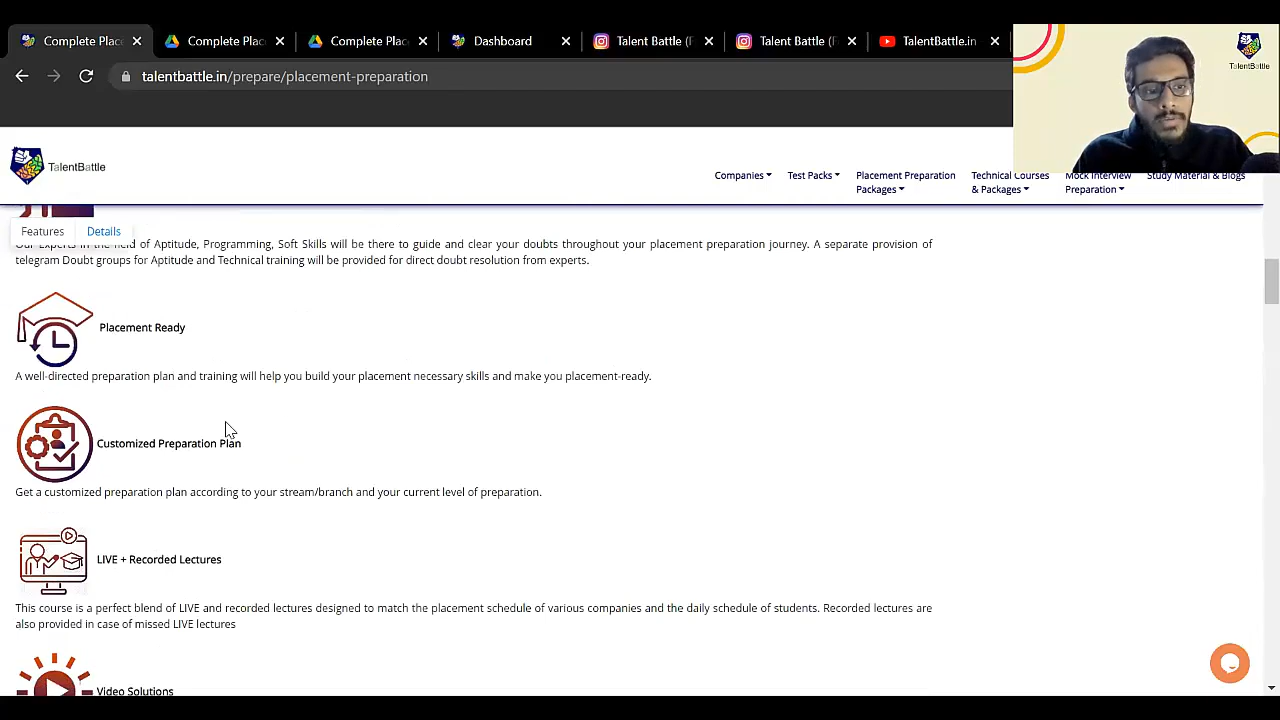 Complete Place
Complete Plac
Complete Plac
Dashboard
Talent Battle (F
Talent Battle (F
TalentBattle.in
TalentBattle
talentbattle.in/prepare/placement-preparation
TalentBattle
Companies
Test Packs
Placement Preparation
Packages
Technical Courses
& Packages
Mock Interview
Preparation
Study Material & Blogs
Features
Details
Our Experts in the field of Aptitude, Programming, Soft Skills will be there to guide and clear your doubts throughout your placement preparation journey. A separate provision of
telegram Doubt groups for Aptitude and Technical training will be provided for direct doubt resolution from experts.
Placement Ready
A well-directed preparation plan and training will help you build your placement necessary skills and make you placement-ready.
Customized Preparation Plan
Get a customized preparation plan according to your stream/branch and your current level of preparation.
LIVE + Recorded Lectures
This course is a perfect blend of LIVE and recorded lectures designed to match the placement schedule of various companies and the daily schedule of students. Recorded lectures are
also provided in case of missed LIVE lectures
Video Solutions